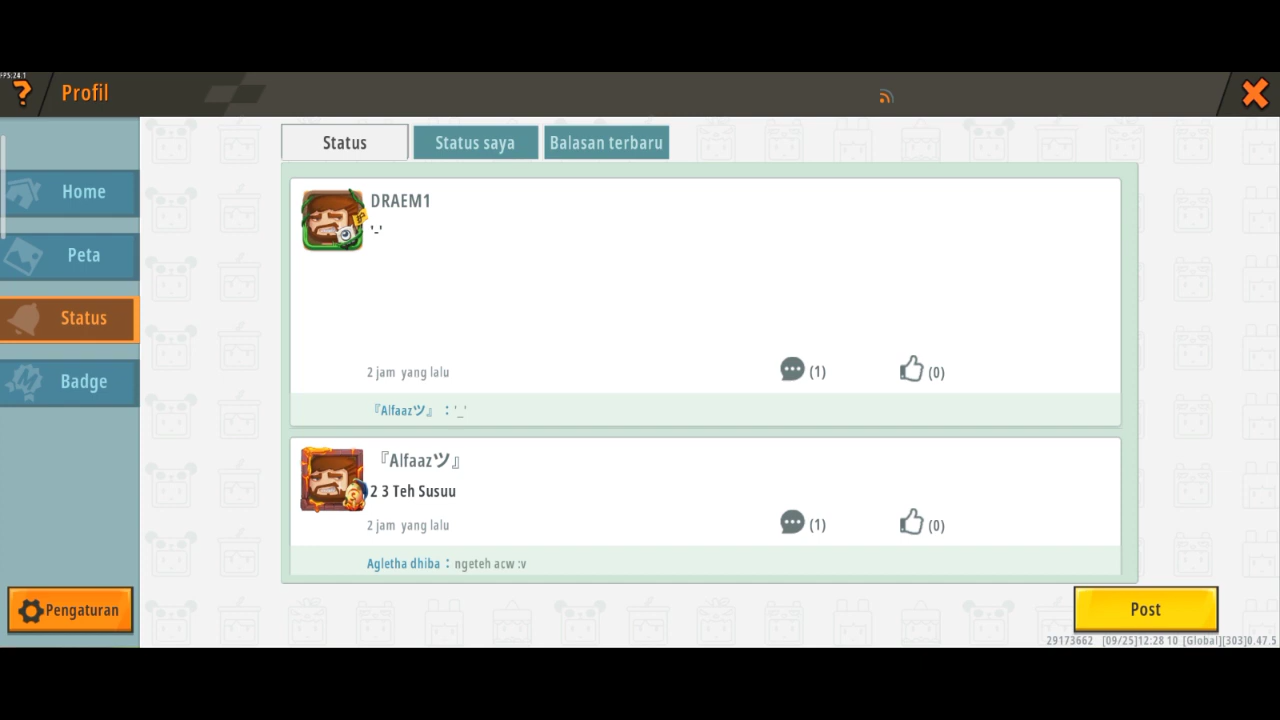 FPS:24.1
?
Profil
Home
Peta
Status
Badge
Pengaturan
Status
Status saya
Balasan terbaru
DRAEM1
'-'
2 jam yang lalu
(1)
(0)
『Alfaazツ』 : '_'
『Alfaazツ』
2 3 Teh Susuu
2 jam yang lalu
(1)
(0)
Agletha dhiba : ngeteh acw :v
Post
29173662 [09/25]12:28 10 [Global][303]0.47.5